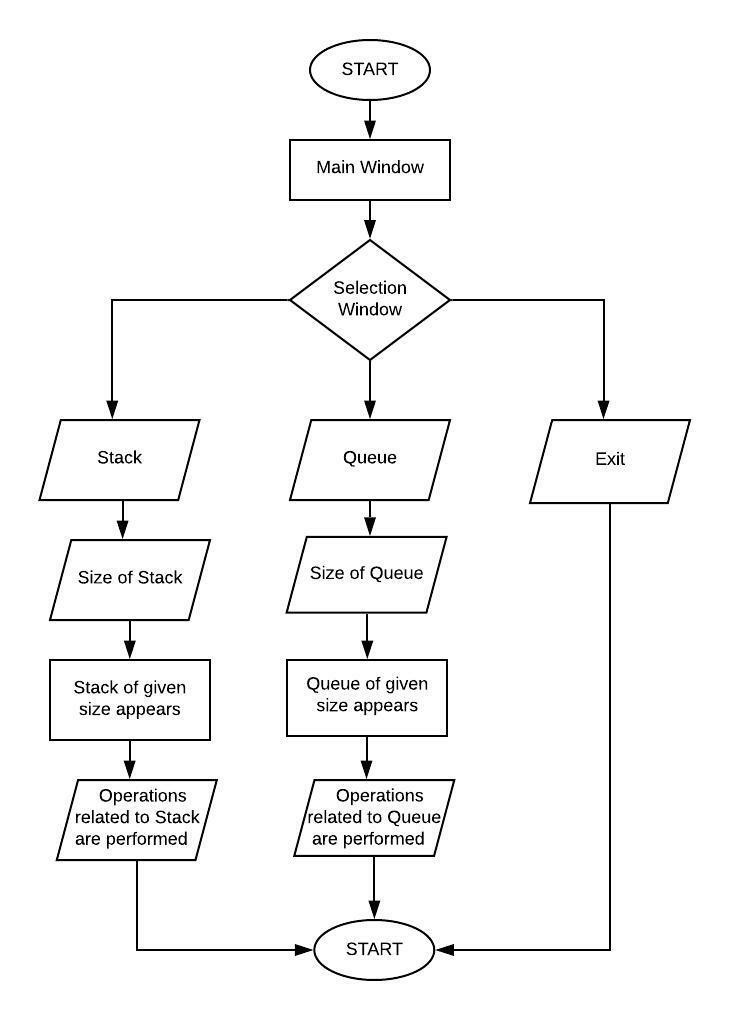 START
Main Window
Selection
Window
Stack
Queue
Exit
Size of Stack
Size of Queue
Stack of given
size appears
Queue of given
size appears
Operations
related to Stack
are performed
Operations
related to Queue
are performed
START